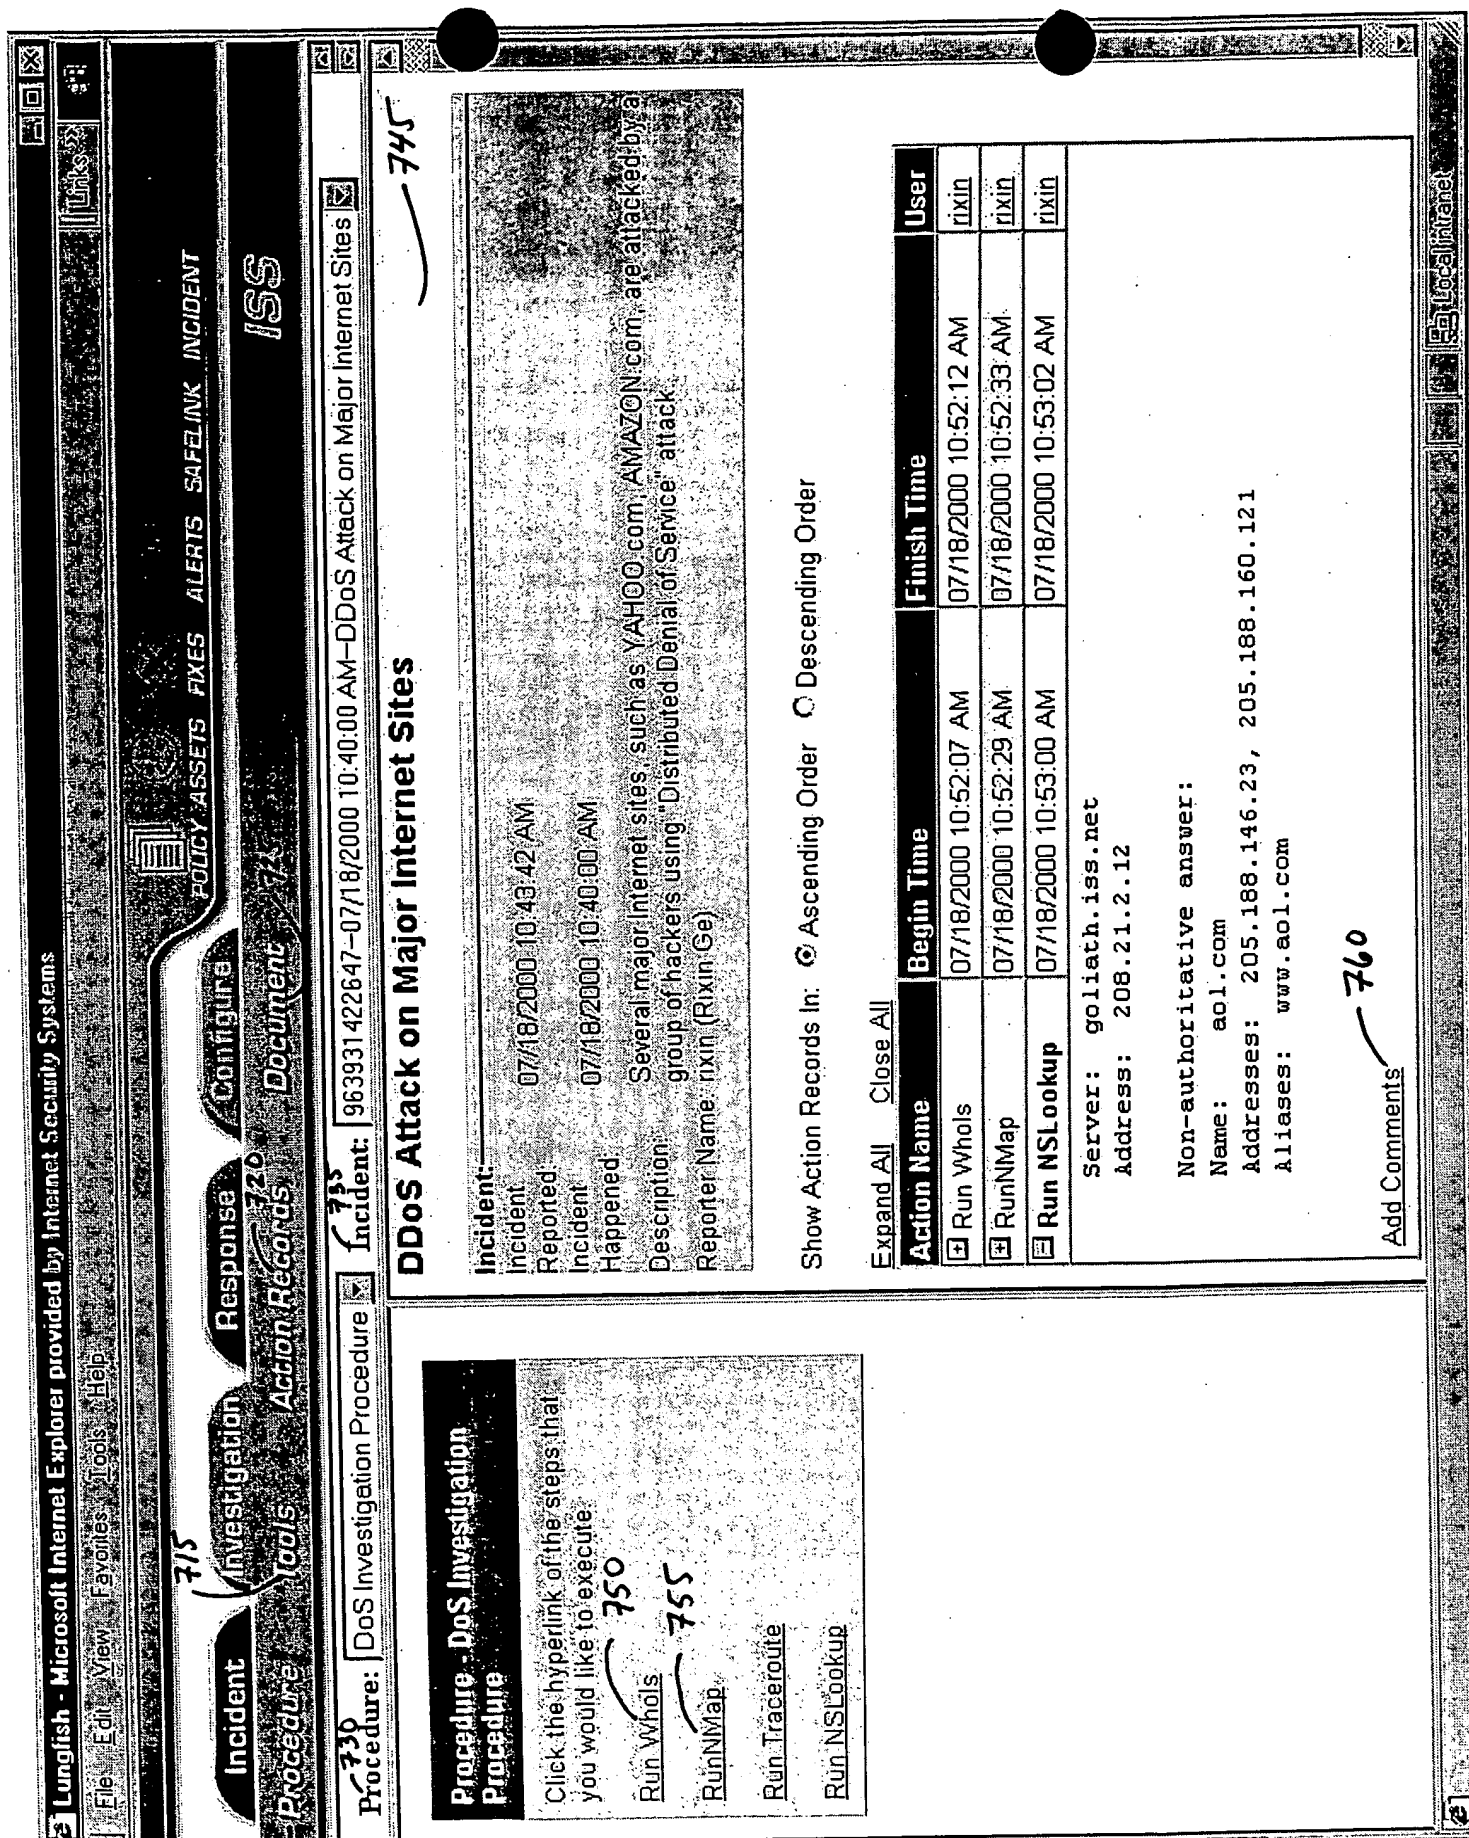 Lungfish - Microsoft Internet Explorer provided by Internet Security Systems
File Edit View Favorites Tools Help
Links »
POLICY ASSETS FIXES ALERTS SAFELINK INCIDENT
715
Incident Investigation Response Configure
ISS
Procedure Tools Action Records 720 Document 725
730 735
Procedure: DoS Investigation Procedure Incident: 963931422647-07/18/2000 10:40:00 AM-DDoS Attack on Major Internet Sites
Procedure - DoS Investigation
Procedure
Click the hyperlink of the steps that
you would like to execute.
Run WhoIs 750
RunNMap 755
Run Traceroute
Run NSLookup
DDoS Attack on Major Internet Sites 745
Incident:
Incident
Reported 07/18/2000 10:43:42 AM
Incident
Happened 07/18/2000 10:40:00 AM
Description: Several major Internet sites, such as YAHOO.com, AMAZON.com, are attacked by a
group of hackers using "Distributed Denial of Service" attack.
Reporter Name: rixin (Rixin Ge)
Show Action Records In: Ascending Order Descending Order
Expand All Close All
Action Name Begin Time Finish Time User
Run WhoIs 07/18/2000 10:52:07 AM 07/18/2000 10:52:12 AM rixin
RunNMap 07/18/2000 10:52:29 AM 07/18/2000 10:52:33 AM rixin
Run NSLookup 07/18/2000 10:53:00 AM 07/18/2000 10:53:02 AM rixin
Server: goliath.iss.net
Address: 208.21.2.12
Non-authoritative answer:
Name: aol.com
Addresses: 205.188.146.23, 205.188.160.121
Aliases: www.aol.com
Add Comments 760
Local intranet